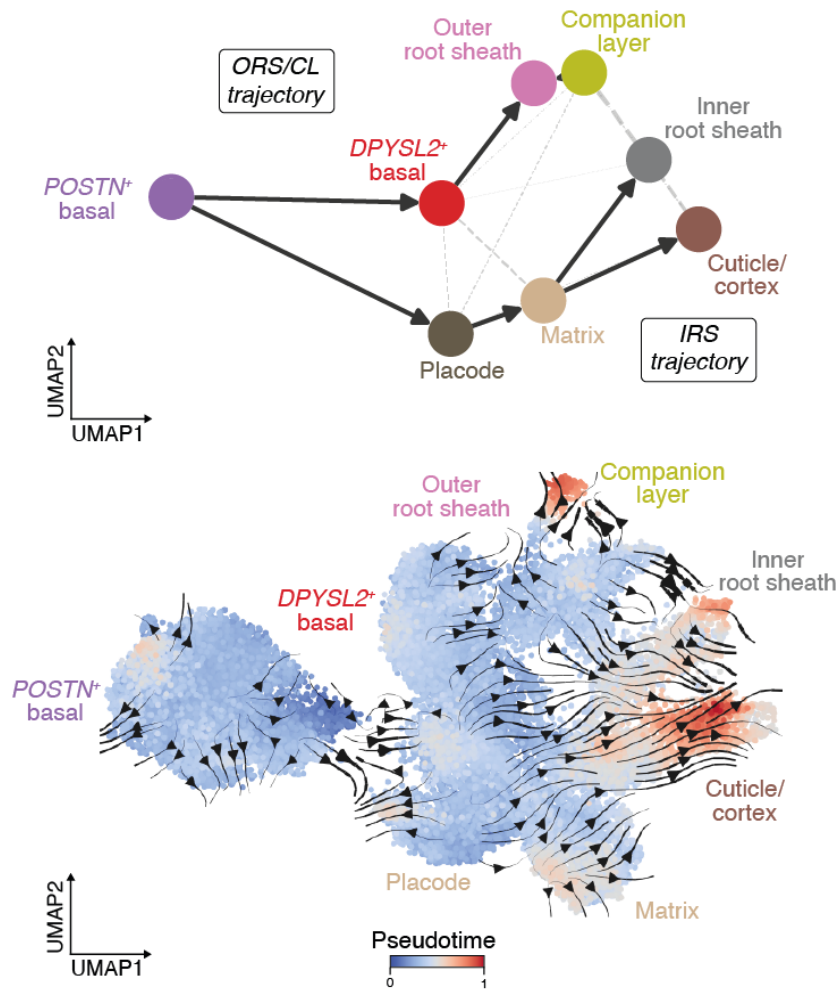 Companion
layer
Outer
root sheath
ORS/CL
trajectory
Inner
root sheath
DPYSL2⁺
basal
POSTN⁺
basal
Cuticle/
cortex
Matrix
IRS
trajectory
Placode
UMAP2
UMAP1
Outer
root sheath
Companion
layer
Inner
root sheath
DPYSL2⁺
basal
POSTN⁺
basal
Cuticle/
cortex
Placode
Matrix
UMAP2
UMAP1
Pseudotime
0 1